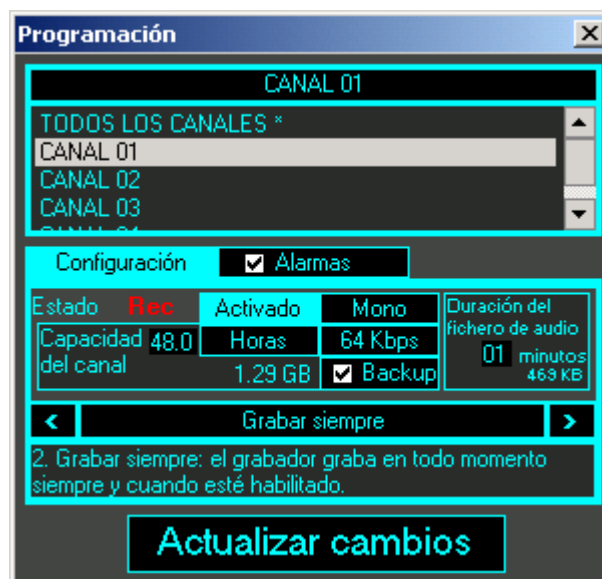 Programación
CANAL 01
TODOS LOS CANALES *
CANAL 01
CANAL 02
CANAL 03
Configuración Alarmas
Estado Rec Activado Mono
Duración del
fichero de audio
Capacidad 48.0 Horas 64 Kbps
del canal 1.29 GB Backup
01 minutos
469 KB
< Grabar siempre >
2. Grabar siempre: el grabador graba en todo momento
siempre y cuando esté habilitado.
Actualizar cambios